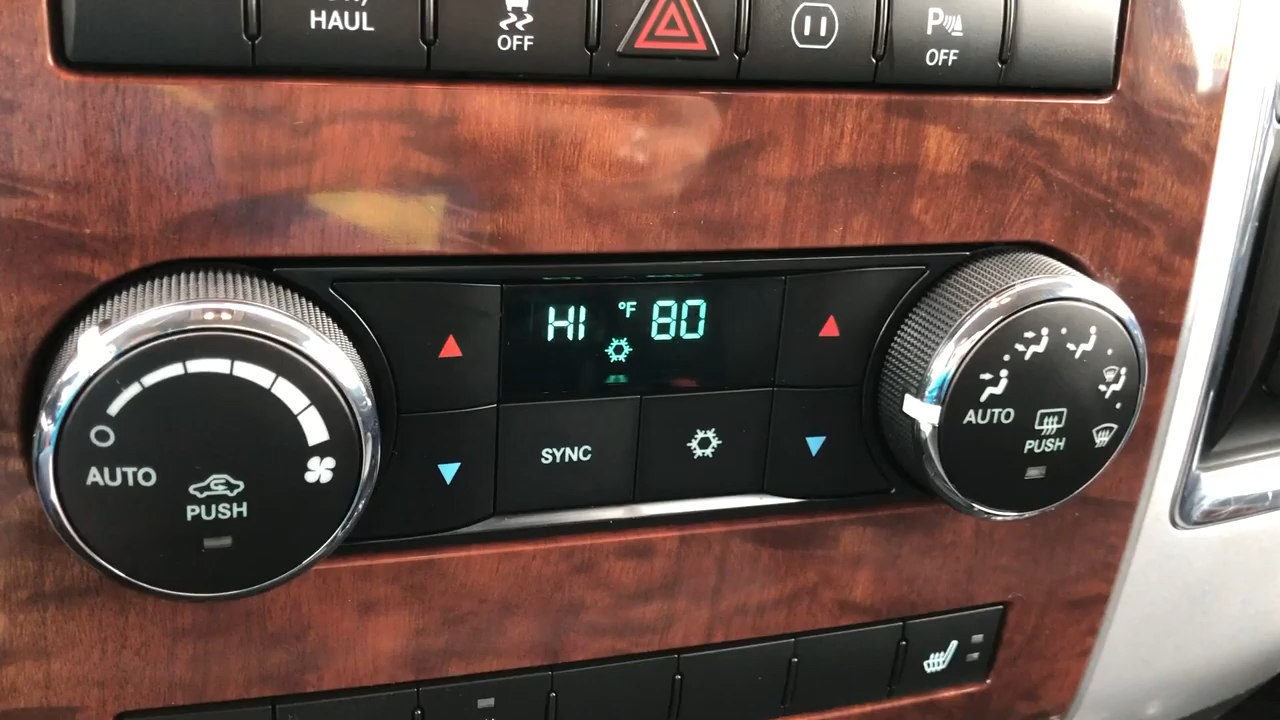 HAUL
OFF
P
OFF
HI °F 80
AUTO
PUSH
SYNC
AUTO
PUSH